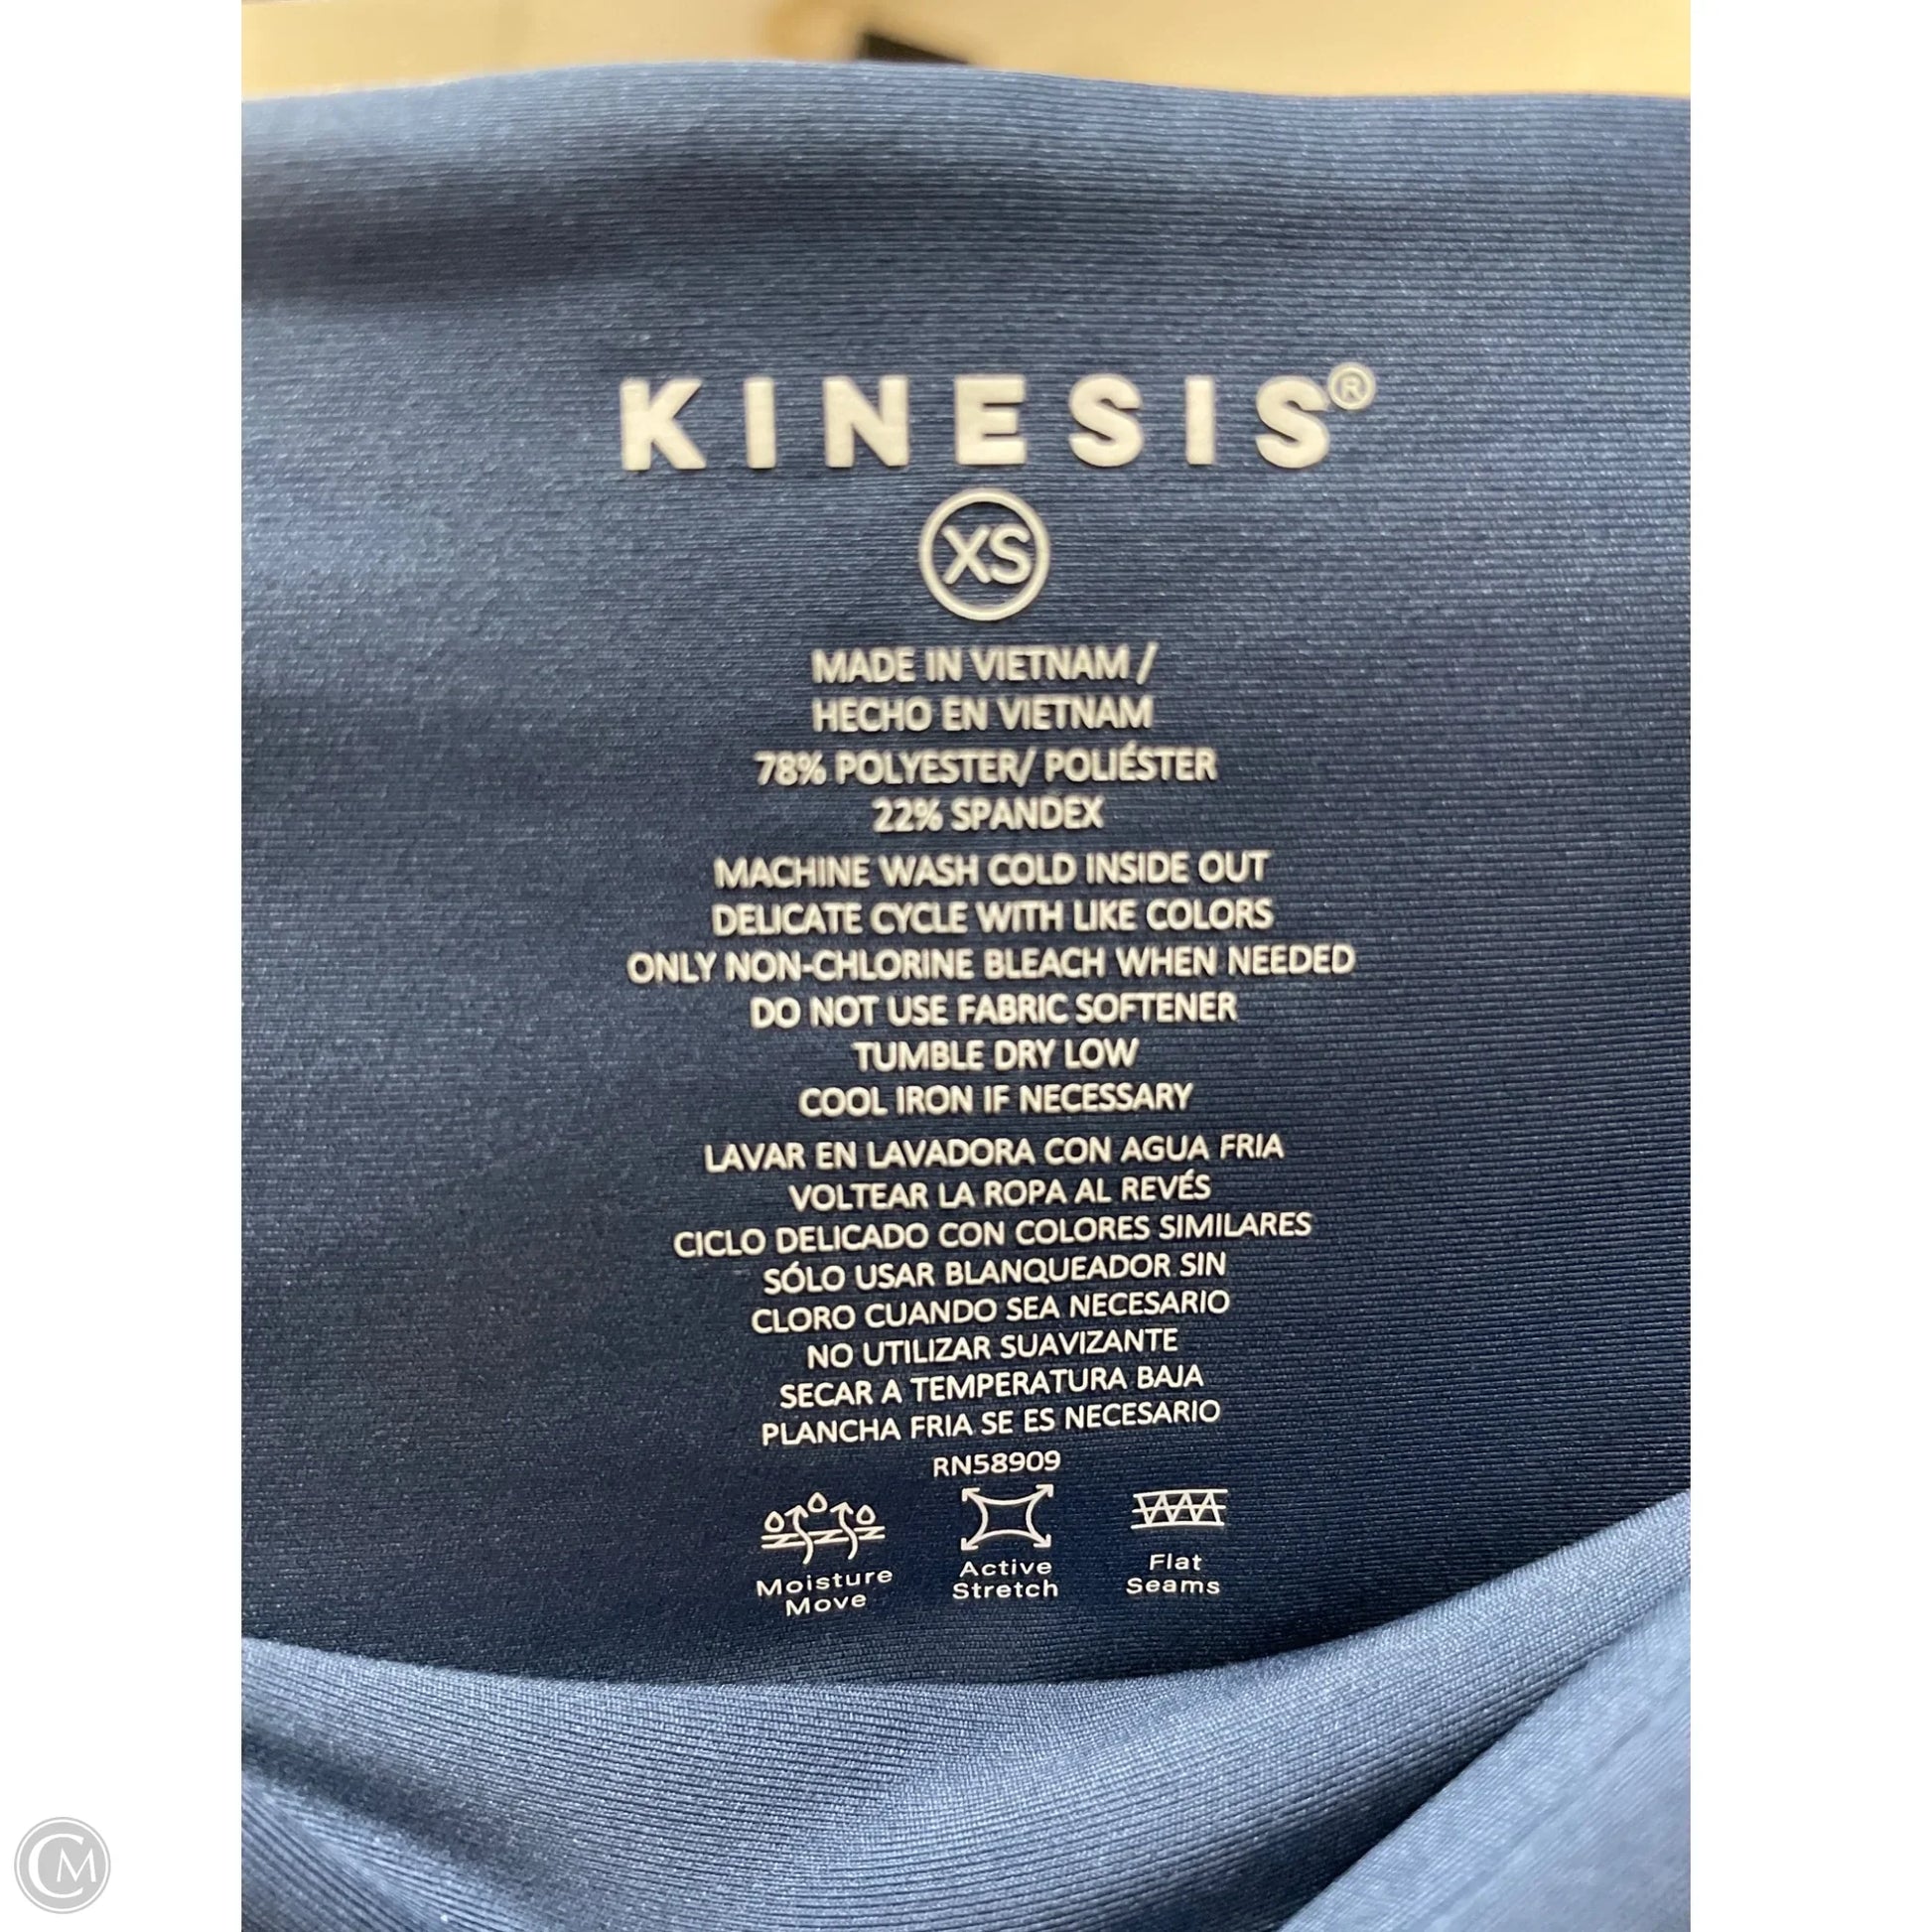 KINESIS®
XS
MADE IN VIETNAM /
HECHO EN VIETNAM
78% POLYESTER/ POLIÉSTER
22% SPANDEX
MACHINE WASH COLD INSIDE OUT
DELICATE CYCLE WITH LIKE COLORS
ONLY NON-CHLORINE BLEACH WHEN NEEDED
DO NOT USE FABRIC SOFTENER
TUMBLE DRY LOW
COOL IRON IF NECESSARY
LAVAR EN LAVADORA CON AGUA FRIA
VOLTEAR LA ROPA AL REVÉS
CICLO DELICADO CON COLORES SIMILARES
SÓLO USAR BLANQUEADOR SIN
CLORO CUANDO SEA NECESARIO
NO UTILIZAR SUAVIZANTE
SECAR A TEMPERATURA BAJA
PLANCHA FRIA SE ES NECESARIO
RN58909
Moisture
Move
Active
Stretch
Flat
Seams
CM